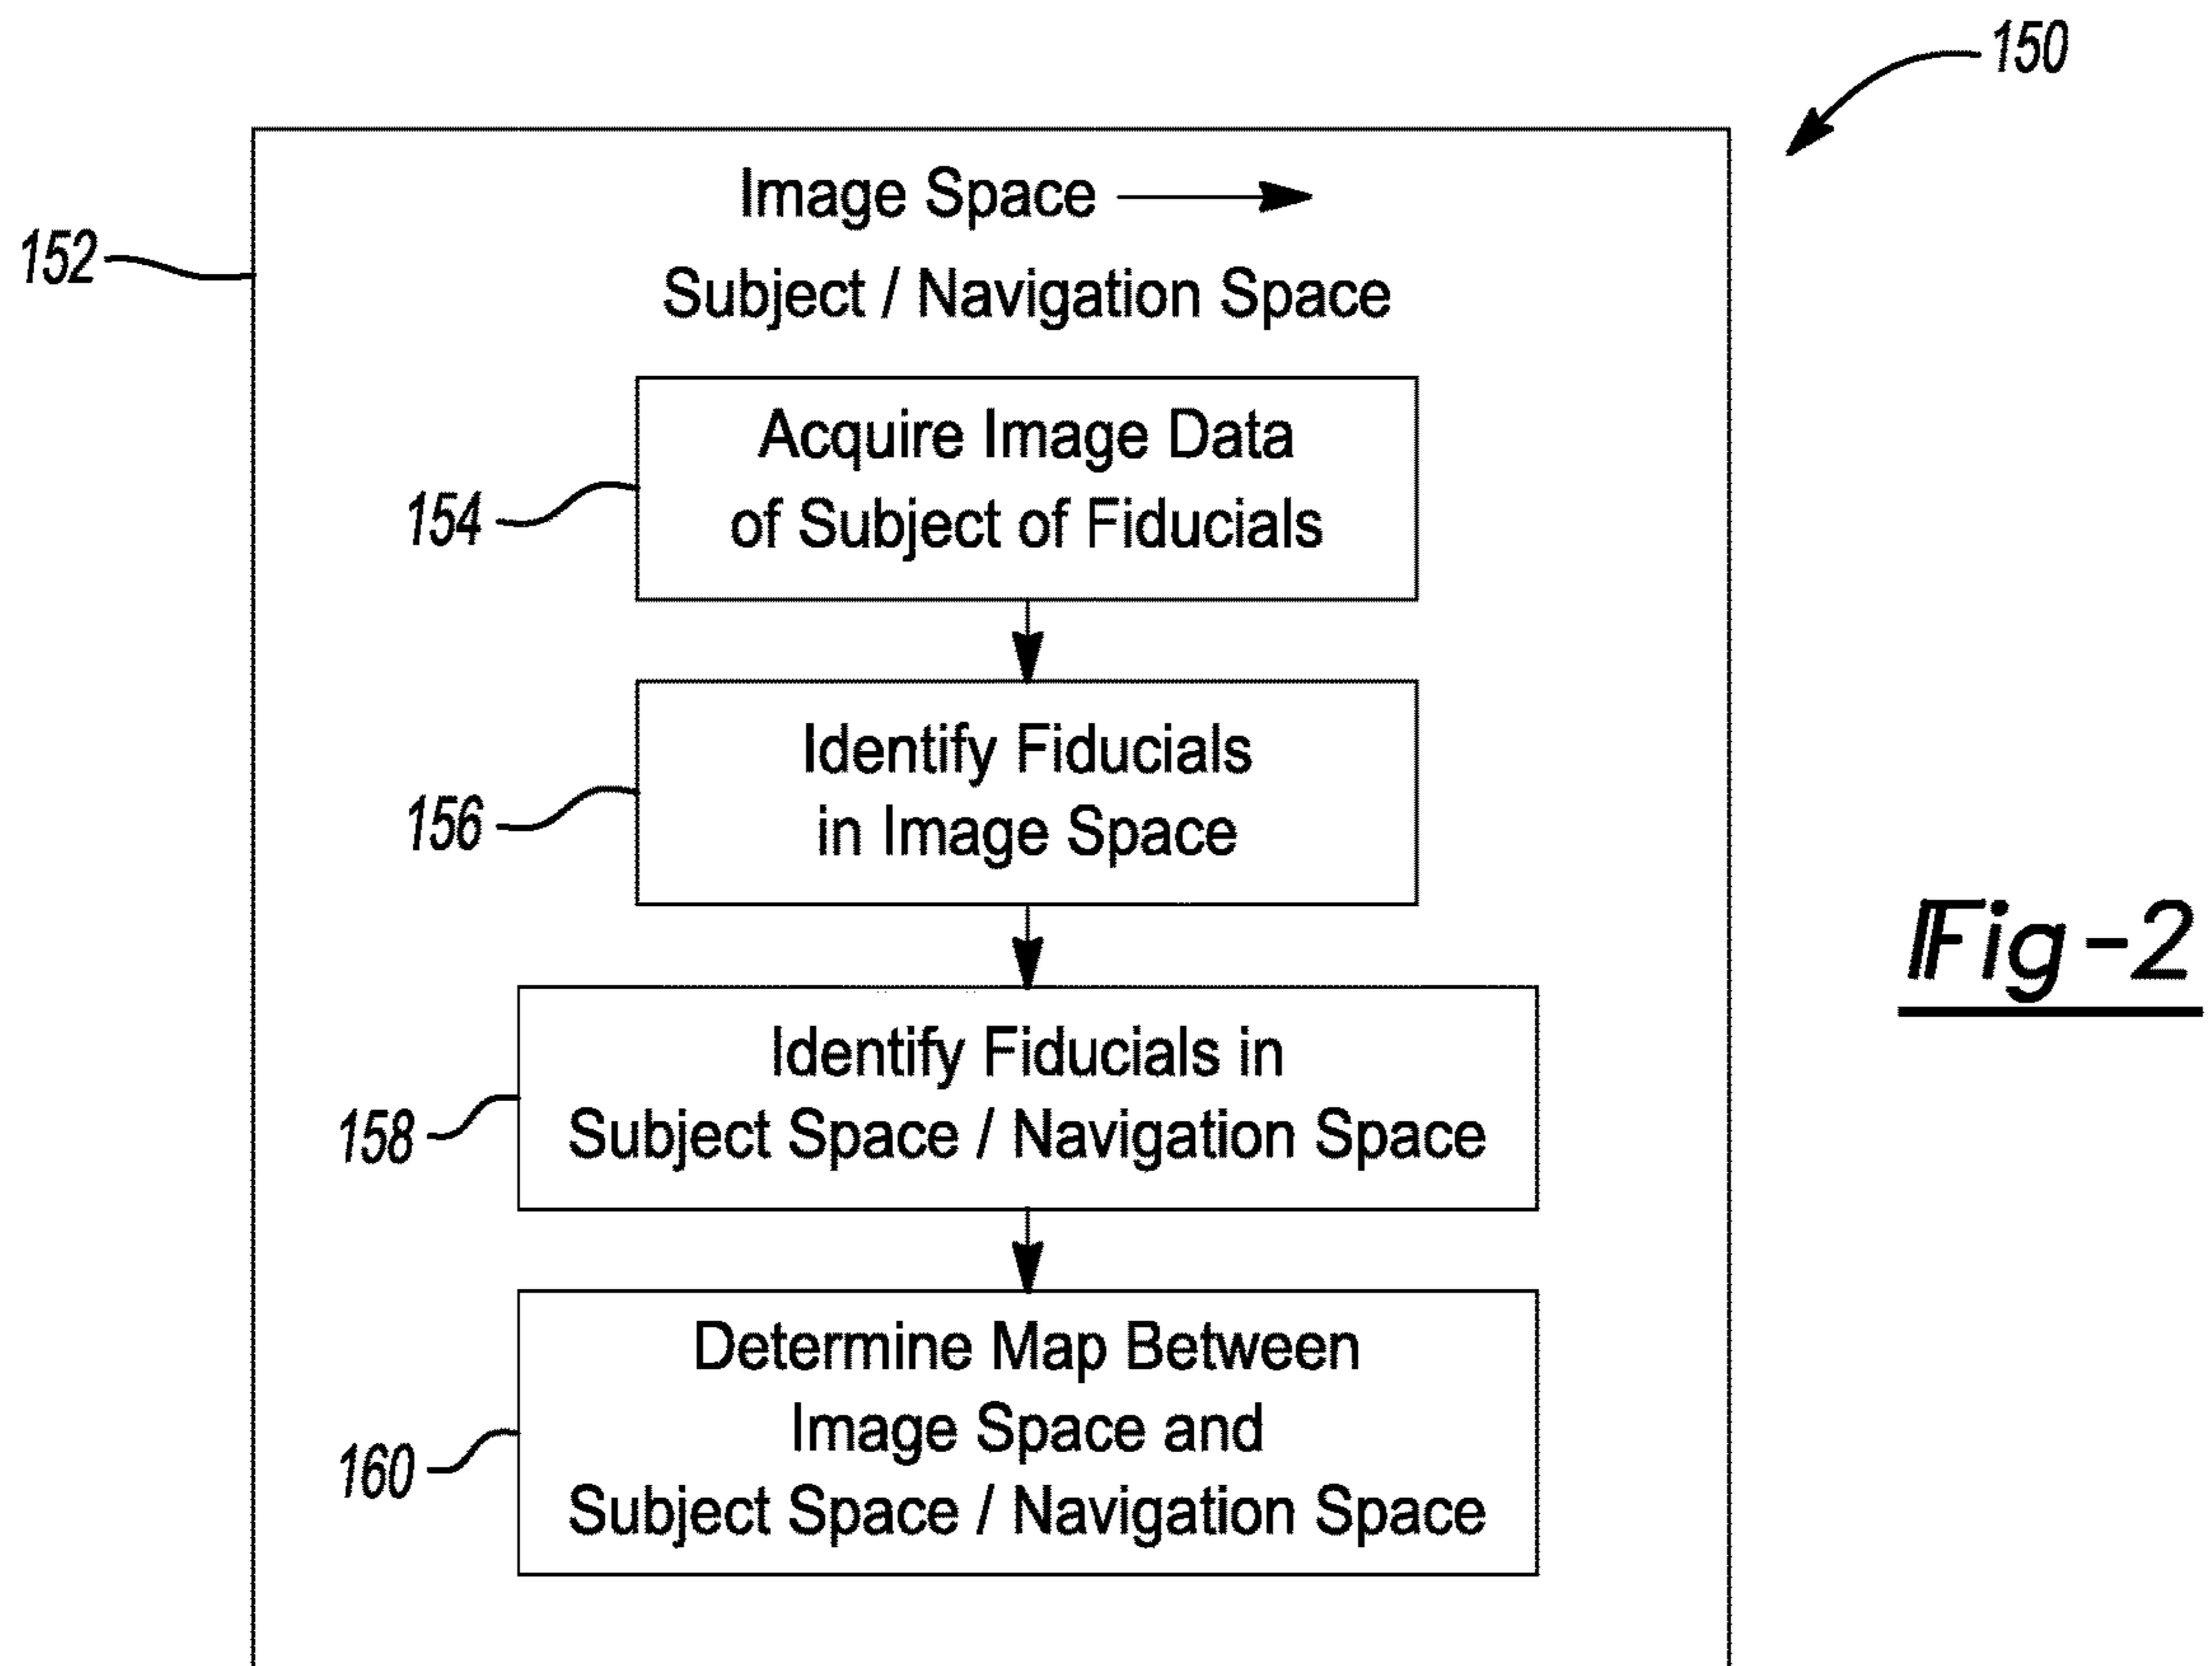 150
152
Image Space
Subject / Navigation Space
154
Acquire Image Data
of Subject of Fiducials
156
Identify Fiducials
in Image Space
158
Identify Fiducials in
Subject Space / Navigation Space
160
Determine Map Between
Image Space and
Subject Space / Navigation Space
Fig-2